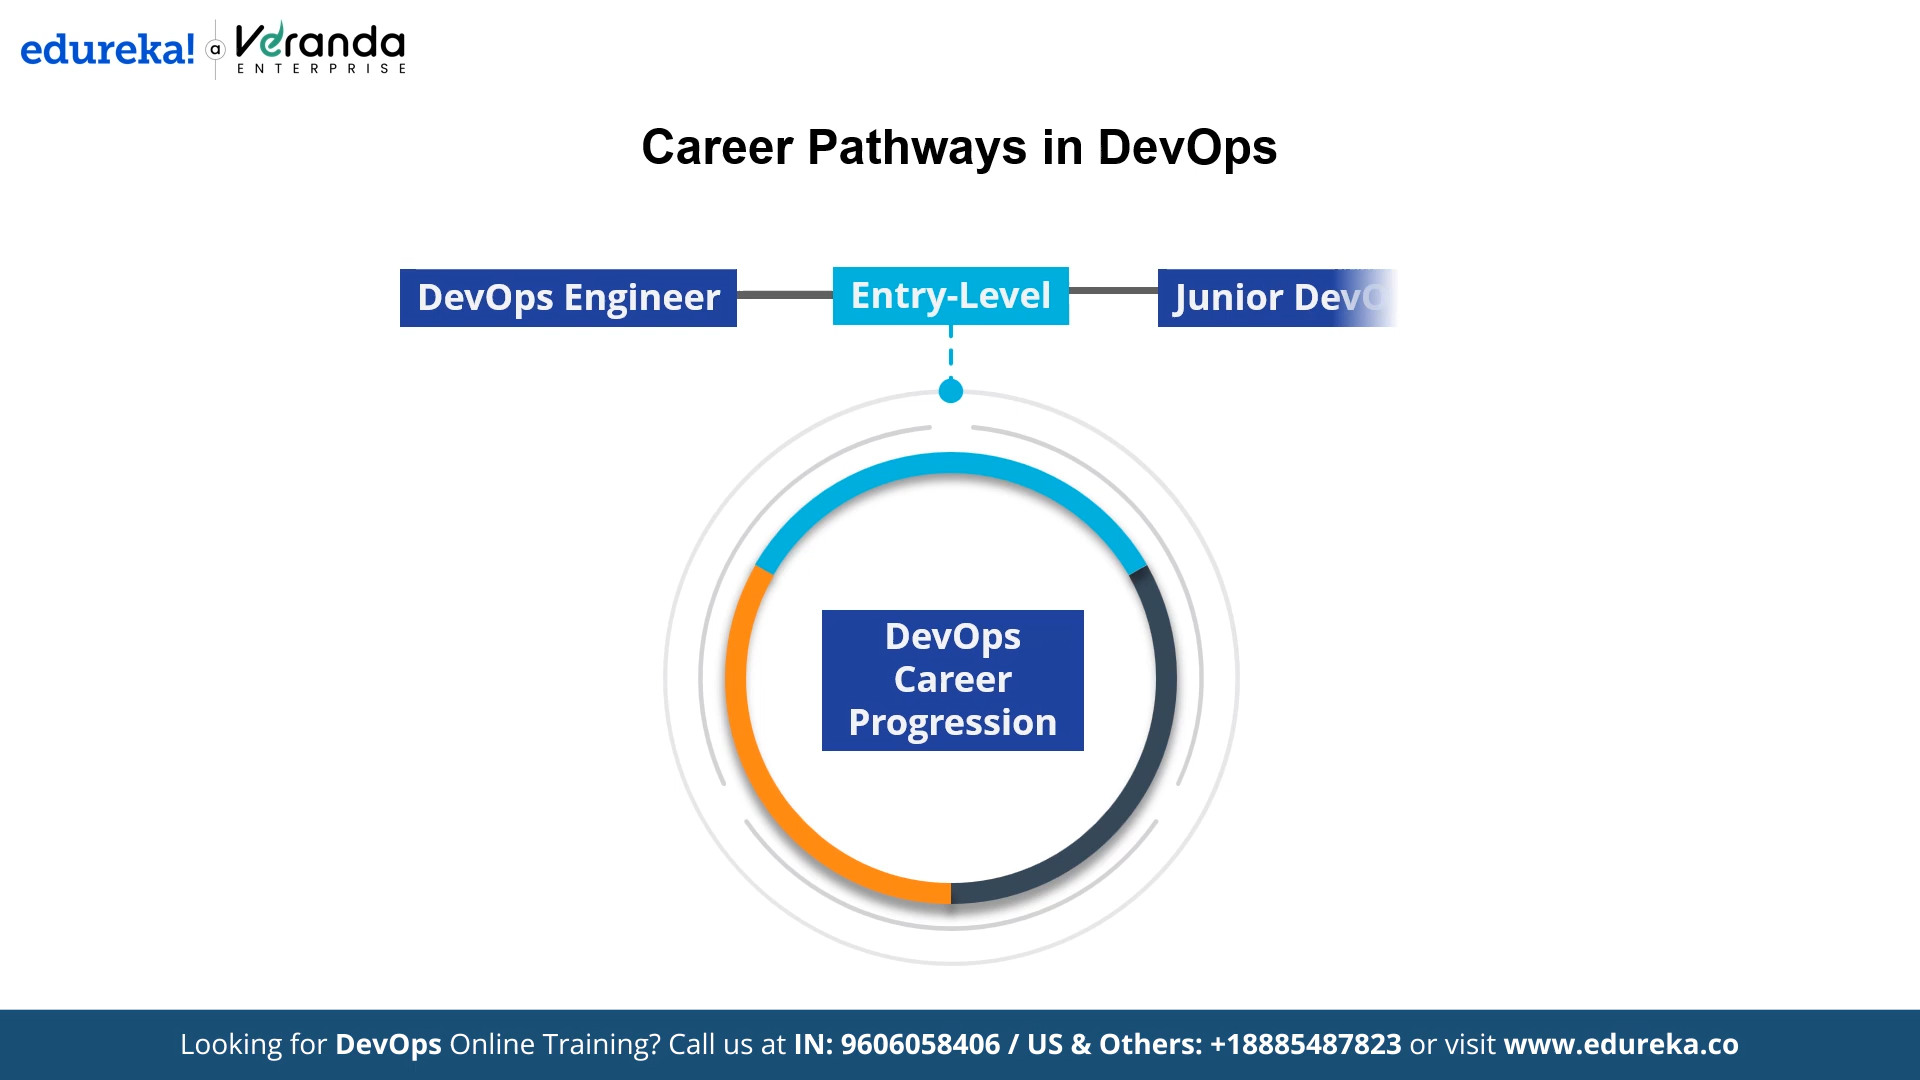 edureka! a Veranda
ENTERPRISE
Career Pathways in DevOps
DevOps Engineer
Entry-Level
Junior DevO
DevOps
Career
Progression
Looking for DevOps Online Training? Call us at IN: 9606058406 / US & Others: +18885487823 or visit www.edureka.co